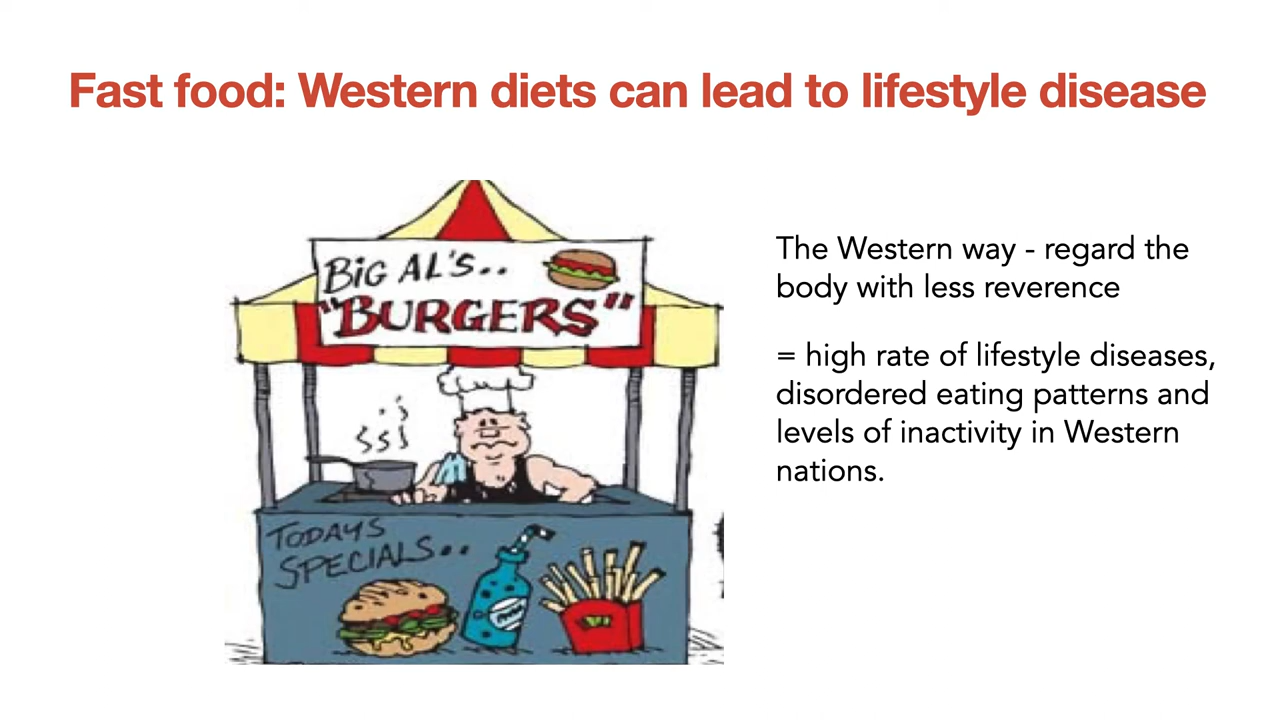 Fast food: Western diets can lead to lifestyle disease
BiG AL'S..
"BURGERS"
TODAYS
SPECIALS..
The Western way - regard the
body with less reverence
= high rate of lifestyle diseases,
disordered eating patterns and
levels of inactivity in Western
nations.